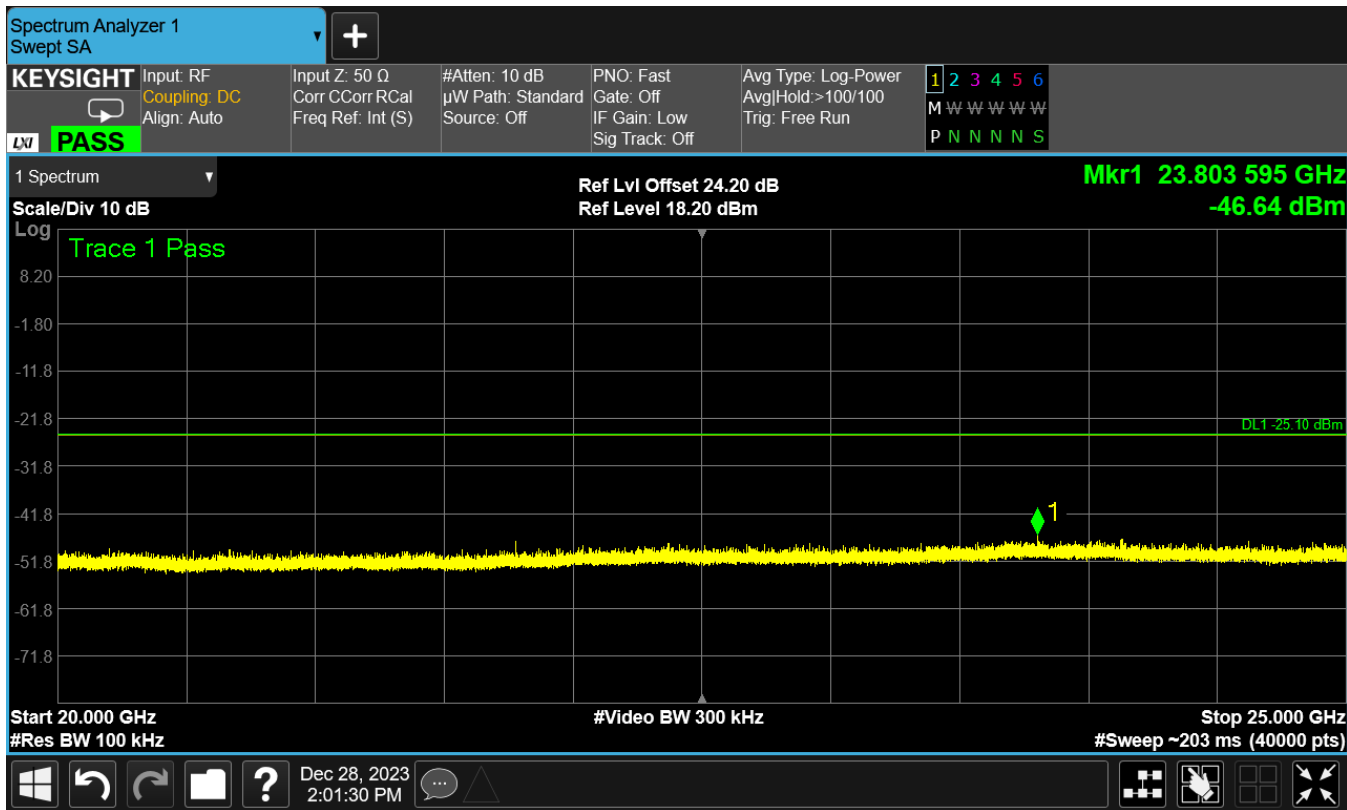 Spectrum Analyzer 1
Swept SA
KEYSIGHT
LXI PASS
Input: RF
Coupling: DC
Align: Auto
Input Z: 50 Ω
Corr CCorr RCal
Freq Ref: Int (S)
#Atten: 10 dB
µW Path: Standard
Source: Off
PNO: Fast
Gate: Off
IF Gain: Low
Sig Track: Off
Avg Type: Log-Power
Avg|Hold:>100/100
Trig: Free Run
1 2 3 4 5 6
M W W W W W
P N N N N S
1 Spectrum
Scale/Div 10 dB
Log
Ref Lvl Offset 24.20 dB
Ref Level 18.20 dBm
Mkr1 23.803 595 GHz
-46.64 dBm
Trace 1 Pass
8.20
-1.80
-11.8
-21.8
DL1 -25.10 dBm
-31.8
-41.8
1
-51.8
-61.8
-71.8
Start 20.000 GHz
#Res BW 100 kHz
#Video BW 300 kHz
Stop 25.000 GHz
#Sweep ~203 ms (40000 pts)
?
Dec 28, 2023
2:01:30 PM